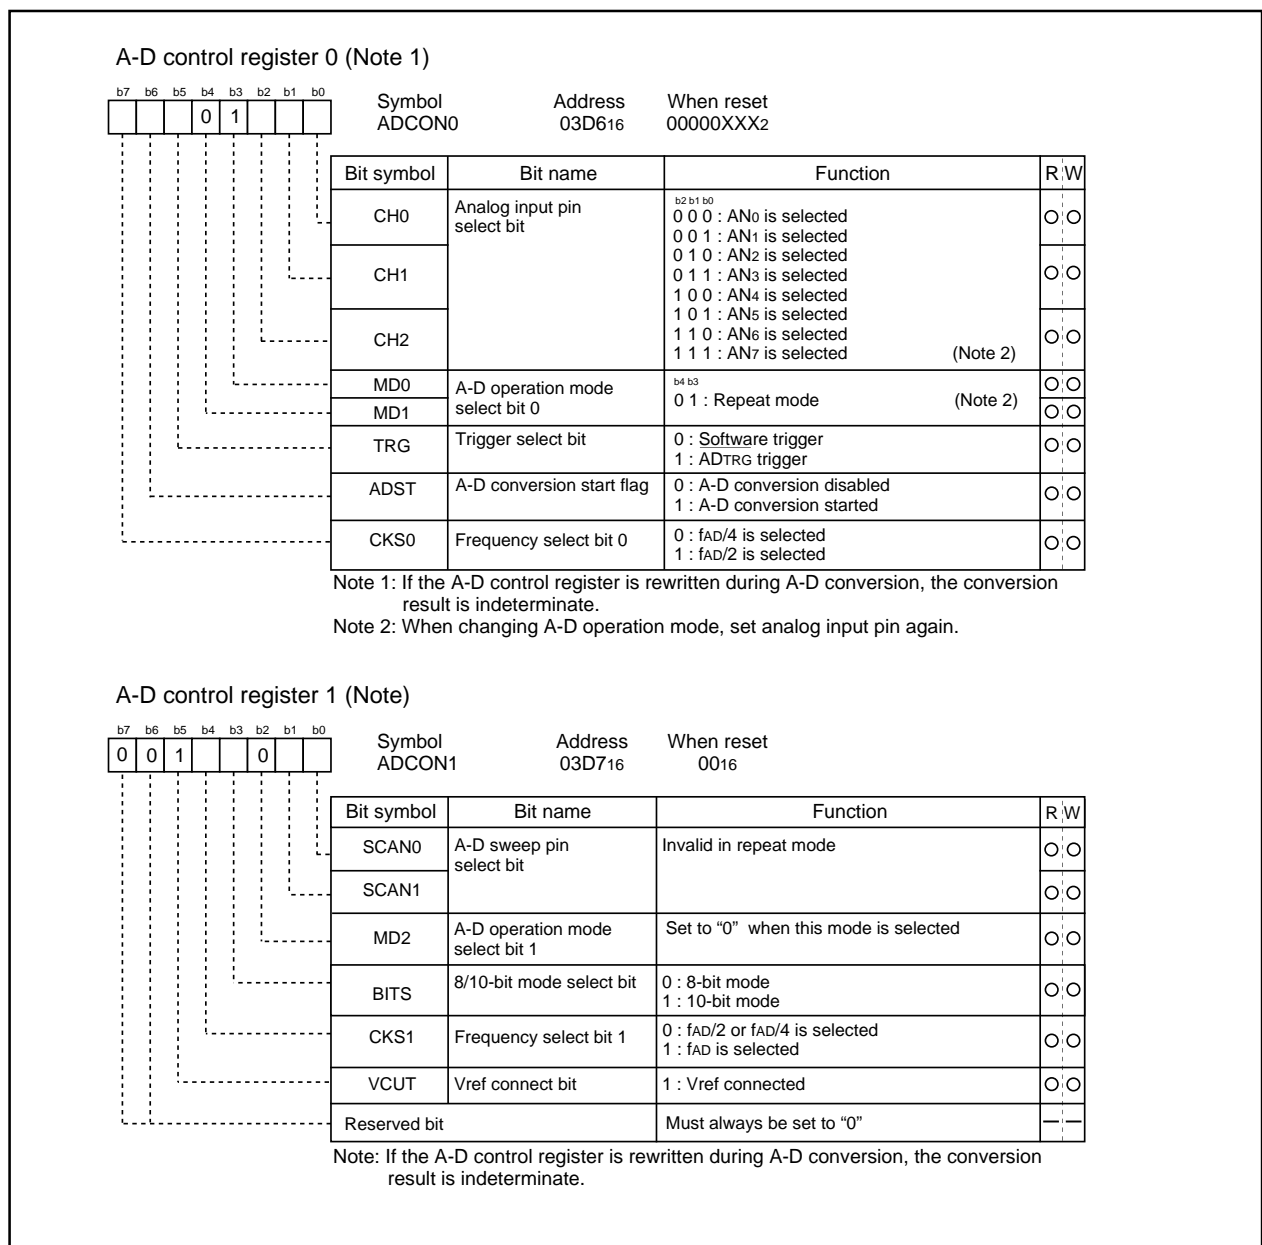 A-D control register 0 (Note 1)
b7 b6 b5 b4 b3 b2 b1 b0
0 1
Symbol Address When reset
ADCON0 03D616 00000XXX2
Bit symbol Bit name Function R W
CH0 Analog input pin
select bit
b2 b1 b0
0 0 0 : AN0 is selected
0 0 1 : AN1 is selected
0 1 0 : AN2 is selected
CH1 0 1 1 : AN3 is selected
1 0 0 : AN4 is selected
1 0 1 : AN5 is selected
CH2 1 1 0 : AN6 is selected
1 1 1 : AN7 is selected (Note 2)
MD0 A-D operation mode
select bit 0
b4 b3
0 1 : Repeat mode (Note 2)
MD1
TRG Trigger select bit 0 : Software trigger
1 : ADTRG trigger
ADST A-D conversion start flag 0 : A-D conversion disabled
1 : A-D conversion started
CKS0 Frequency select bit 0 0 : fAD/4 is selected
1 : fAD/2 is selected
Note 1: If the A-D control register is rewritten during A-D conversion, the conversion
result is indeterminate.
Note 2: When changing A-D operation mode, set analog input pin again.
A-D control register 1 (Note)
b7 b6 b5 b4 b3 b2 b1 b0
0 0 1 0
Symbol Address When reset
ADCON1 03D716 0016
Bit symbol Bit name Function R W
SCAN0 A-D sweep pin
select bit
Invalid in repeat mode
SCAN1
MD2 A-D operation mode
select bit 1
Set to “0” when this mode is selected
BITS 8/10-bit mode select bit 0 : 8-bit mode
1 : 10-bit mode
CKS1 Frequency select bit 1 0 : fAD/2 or fAD/4 is selected
1 : fAD is selected
VCUT Vref connect bit 1 : Vref connected
Reserved bit Must always be set to “0”
Note: If the A-D control register is rewritten during A-D conversion, the conversion
result is indeterminate.